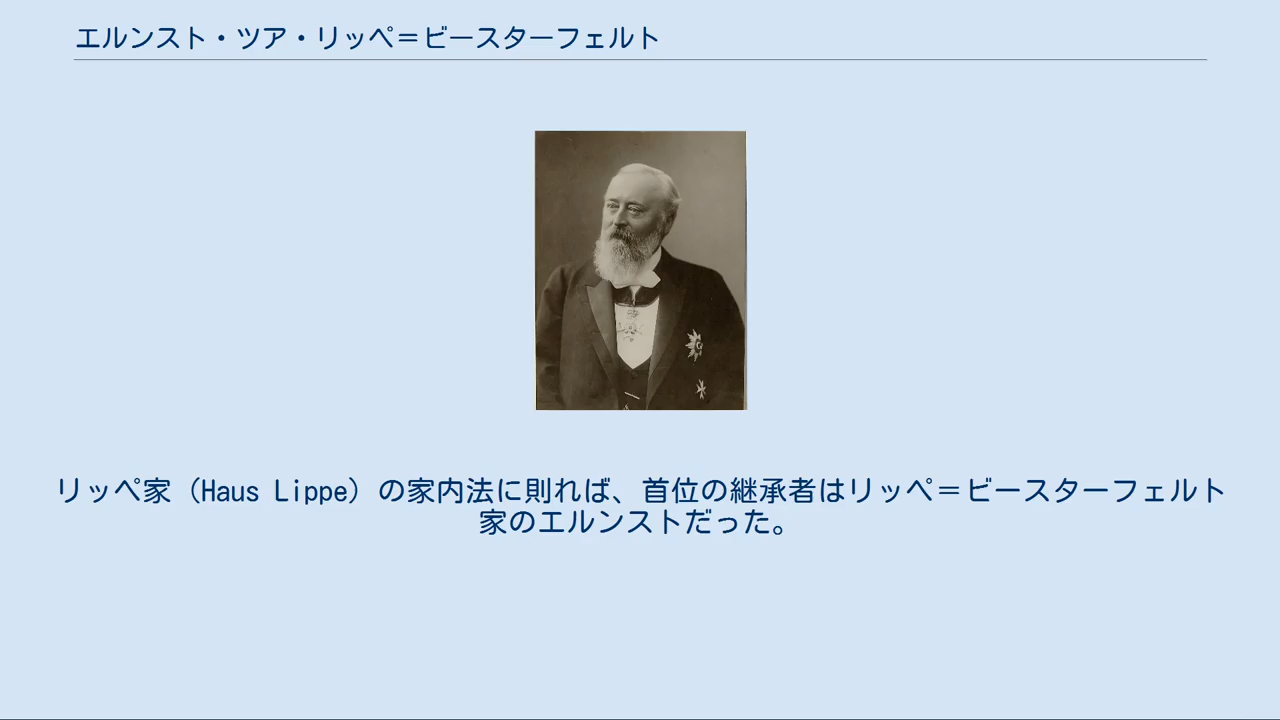 エルンスト・ツア・リッペ＝ビースターフェルト
リッペ家（Haus Lippe）の家内法に則れば、首位の継承者はリッペ＝ビースターフェルト
家のエルンストだった。